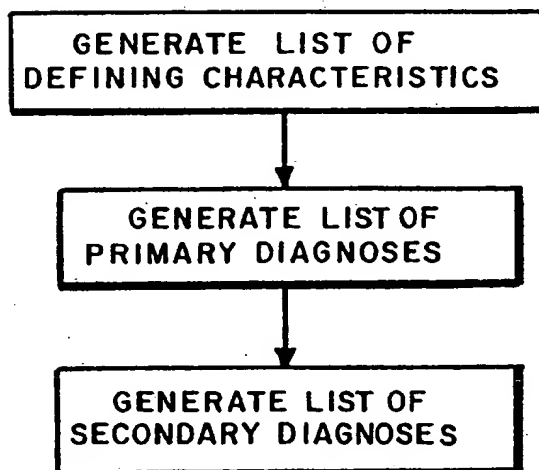 GENERATE LIST OF
DEFINING CHARACTERISTICS
GENERATE LIST OF
PRIMARY DIAGNOSES
GENERATE LIST OF
SECONDARY DIAGNOSES